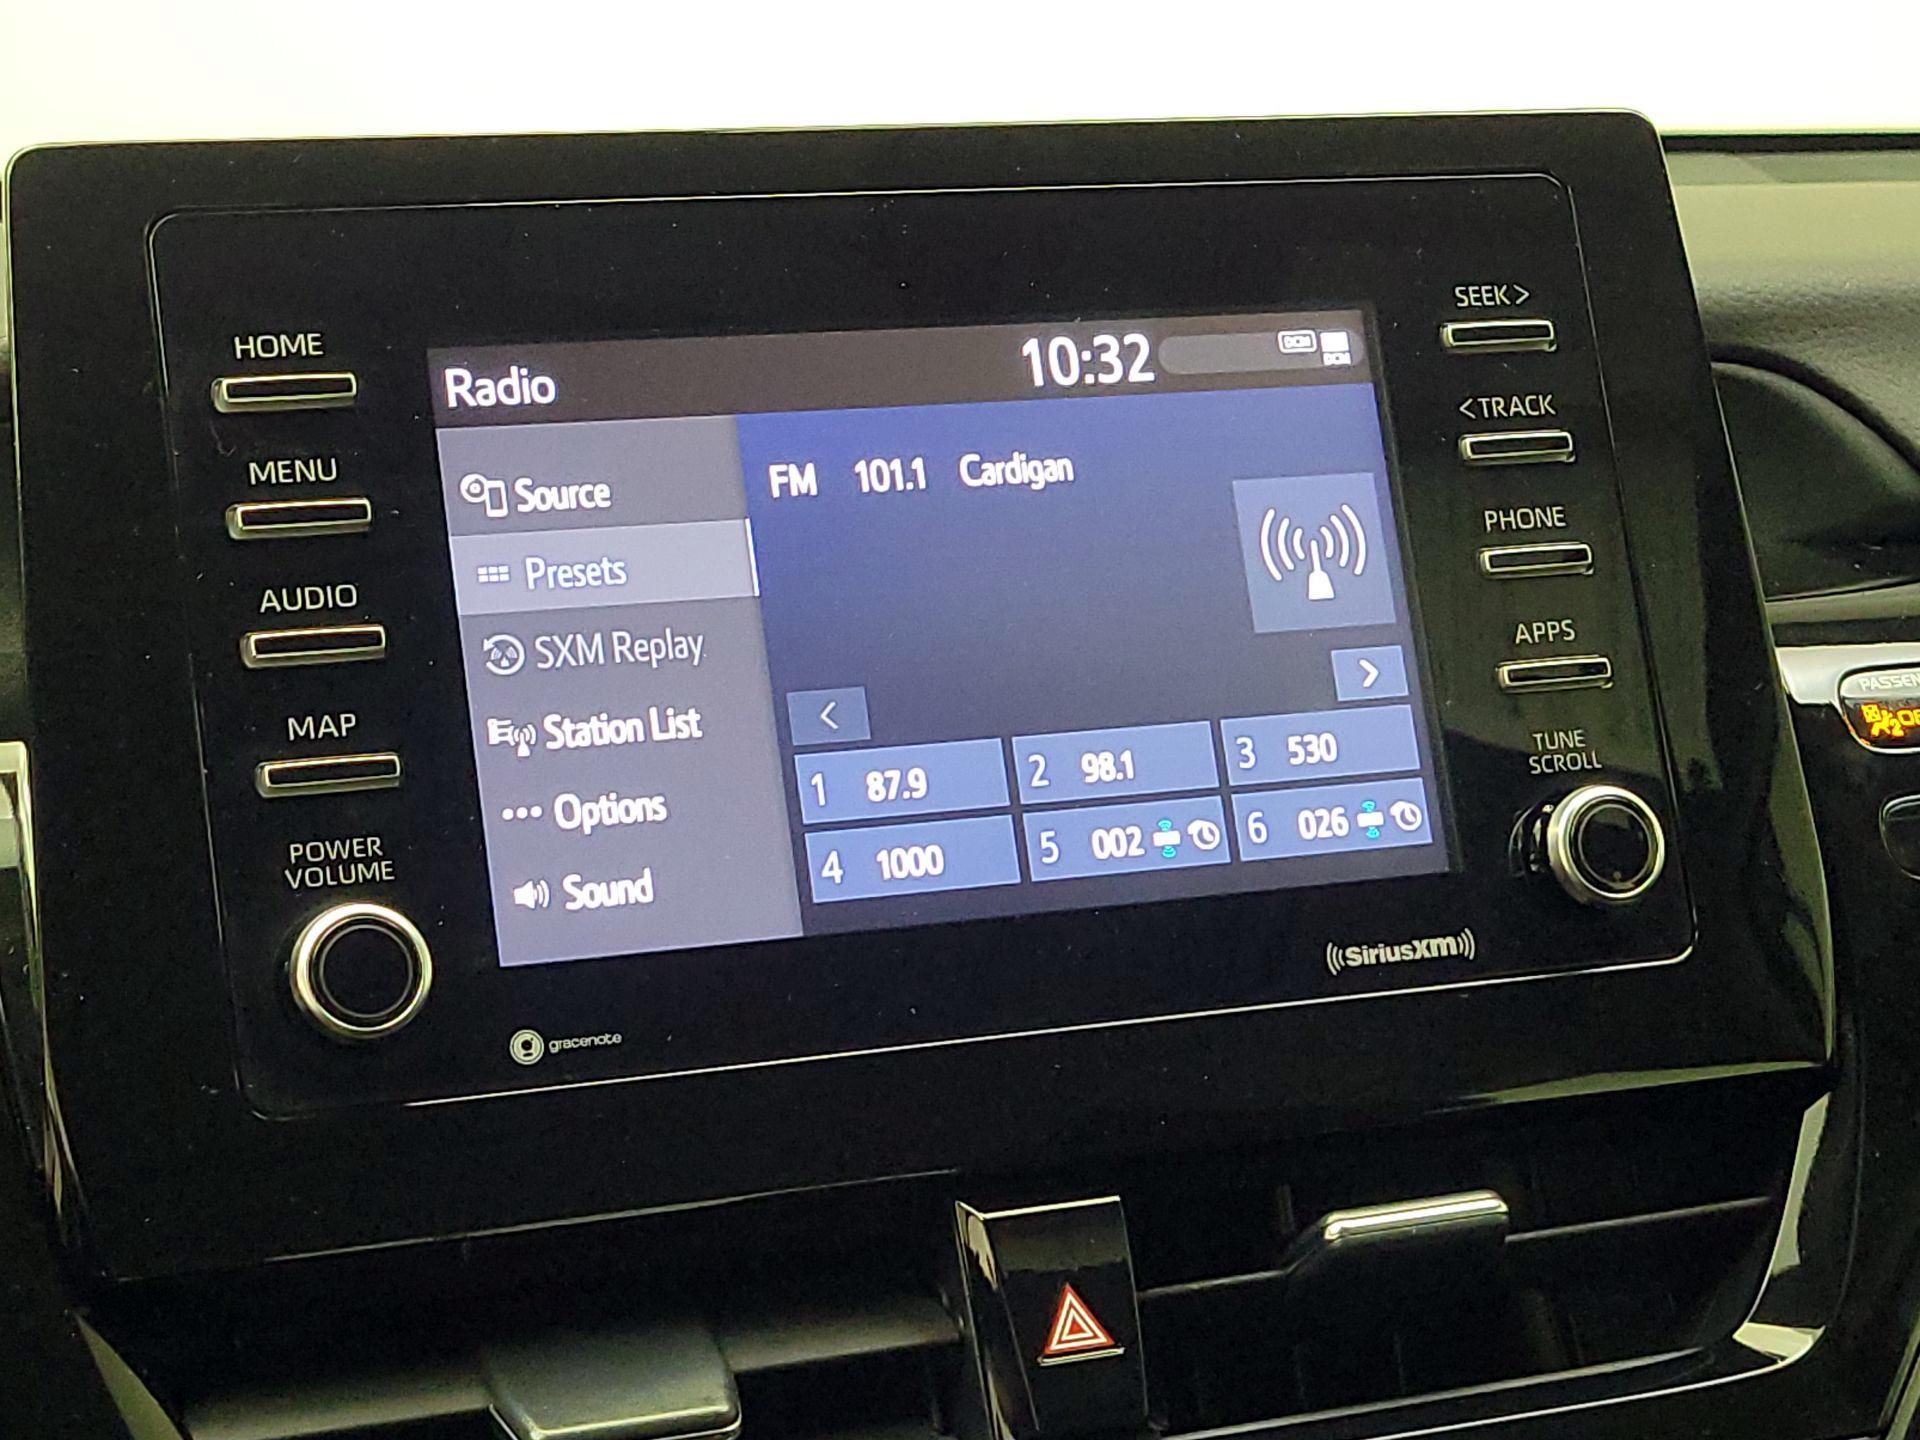 HOME
MENU
AUDIO
MAP
POWER
VOLUME
Radio
10:32
DCM
DCM
Source
Presets
SXM Replay
Station List
Options
Sound
FM 101.1 Cardigan
<
>
1 87.9
2 98.1
3 530
4 1000
5 002
6 026
SEEK >
< TRACK
PHONE
APPS
TUNE
SCROLL
gracenote
((SiriusXM))